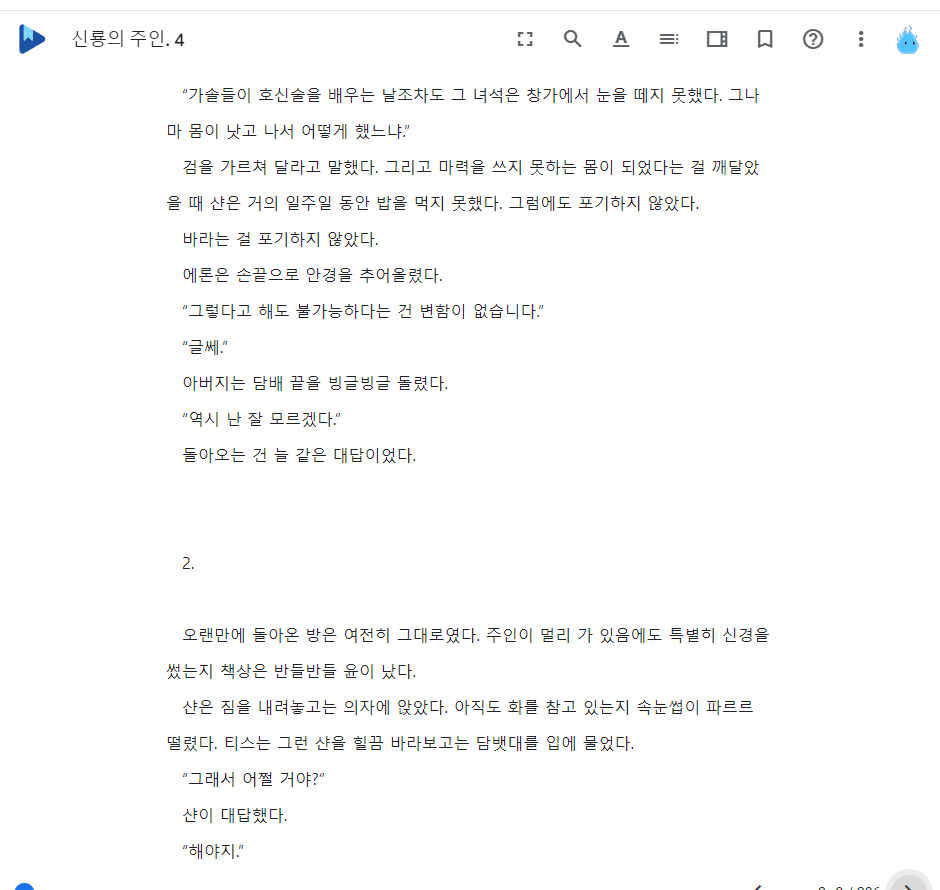 신룡의 주인. 4
“가솔들이 호신술을 배우는 날조차도 그 녀석은 창가에서 눈을 떼지 못했다. 그나
마 몸이 낫고 나서 어떻게 했느냐.”
검을 가르쳐 달라고 말했다. 그리고 마력을 쓰지 못하는 몸이 되었다는 걸 깨달았
을 때 샨은 거의 일주일 동안 밥을 먹지 못했다. 그럼에도 포기하지 않았다.
바라는 걸 포기하지 않았다.
에론은 손끝으로 안경을 추어올렸다.
“그렇다고 해도 불가능하다는 건 변함이 없습니다.”
“글쎄.”
아버지는 담배 끝을 빙글빙글 돌렸다.
“역시 난 잘 모르겠다.”
돌아오는 건 늘 같은 대답이었다.
2.
오랜만에 돌아온 방은 여전히 그대로였다. 주인이 멀리 가 있음에도 특별히 신경을
썼는지 책상은 반들반들 윤이 났다.
샨은 짐을 내려놓고는 의자에 앉았다. 아직도 화를 참고 있는지 속눈썹이 파르르
떨렸다. 티스는 그런 샨을 힐끔 바라보고는 담뱃대를 입에 물었다.
“그래서 어쩔 거야?”
샨이 대답했다.
“해야지.”